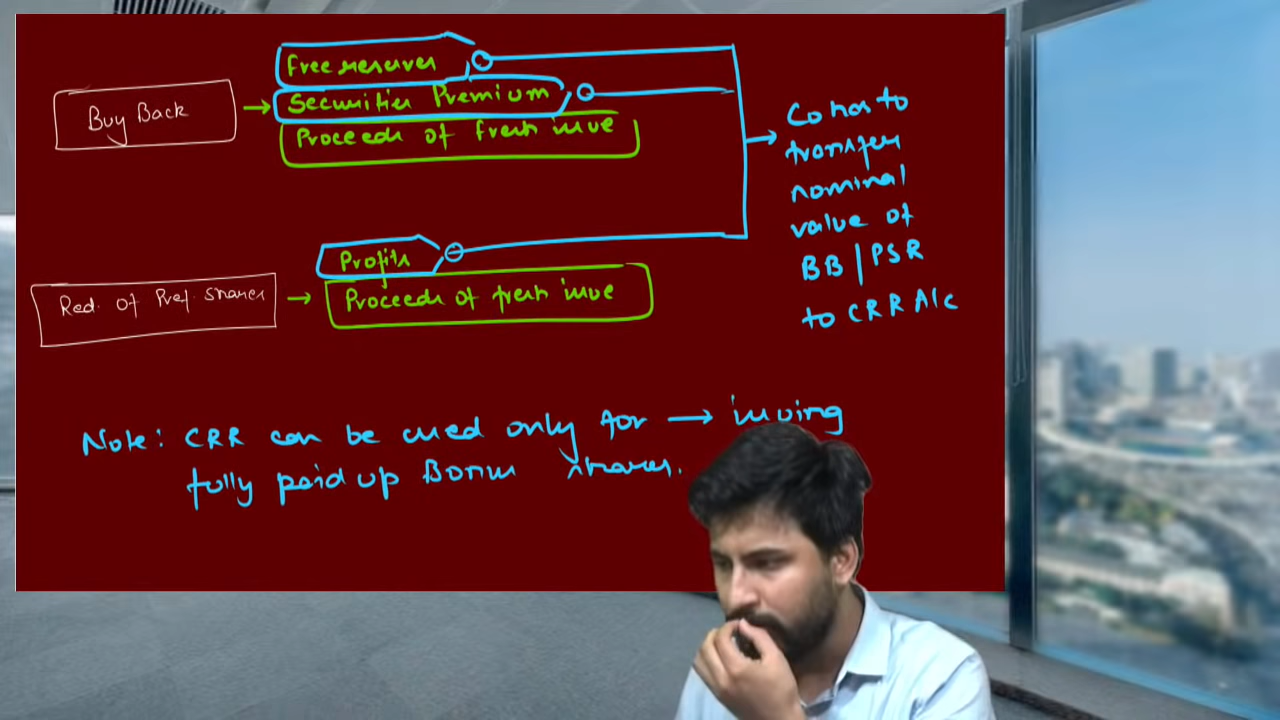 Buy Back
Free reserves
Securities Premium
Proceeds of fresh issue
Co has to
transfer
nominal
value of
BB | PSR
to CRR A/c
Red. of Pref. Shares
Profits
Proceeds of fresh issue
Note: CRR can be used only for → issuing
fully paid up Bonus shares.